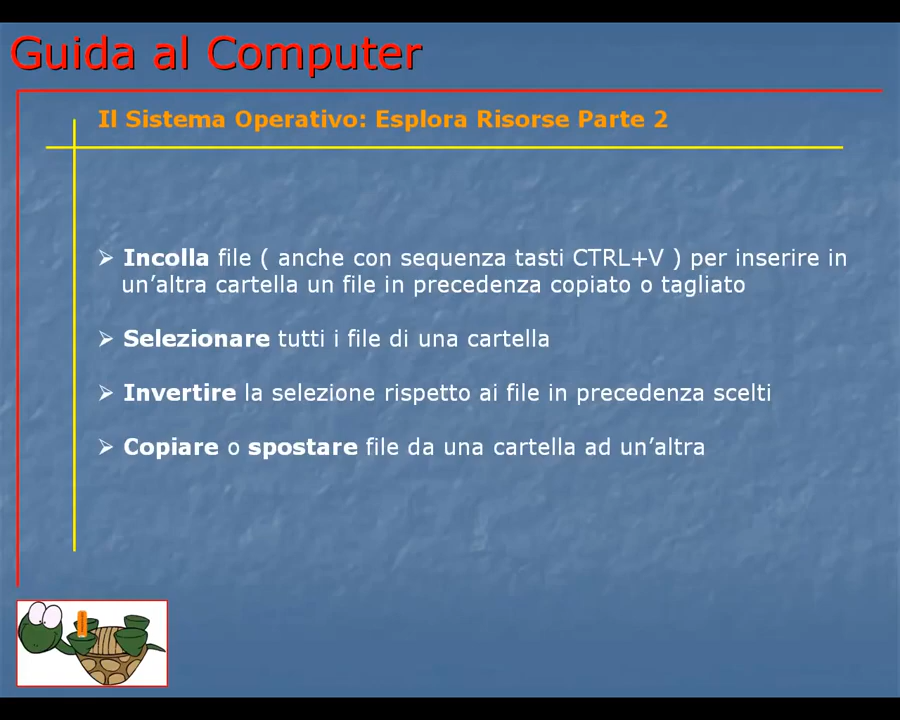 Guida al Computer
Il Sistema Operativo: Esplora Risorse Parte 2
➢ Incolla file ( anche con sequenza tasti CTRL+V ) per inserire in
un’altra cartella un file in precedenza copiato o tagliato
➢ Selezionare tutti i file di una cartella
➢ Invertire la selezione rispetto ai file in precedenza scelti
➢ Copiare o spostare file da una cartella ad un’altra